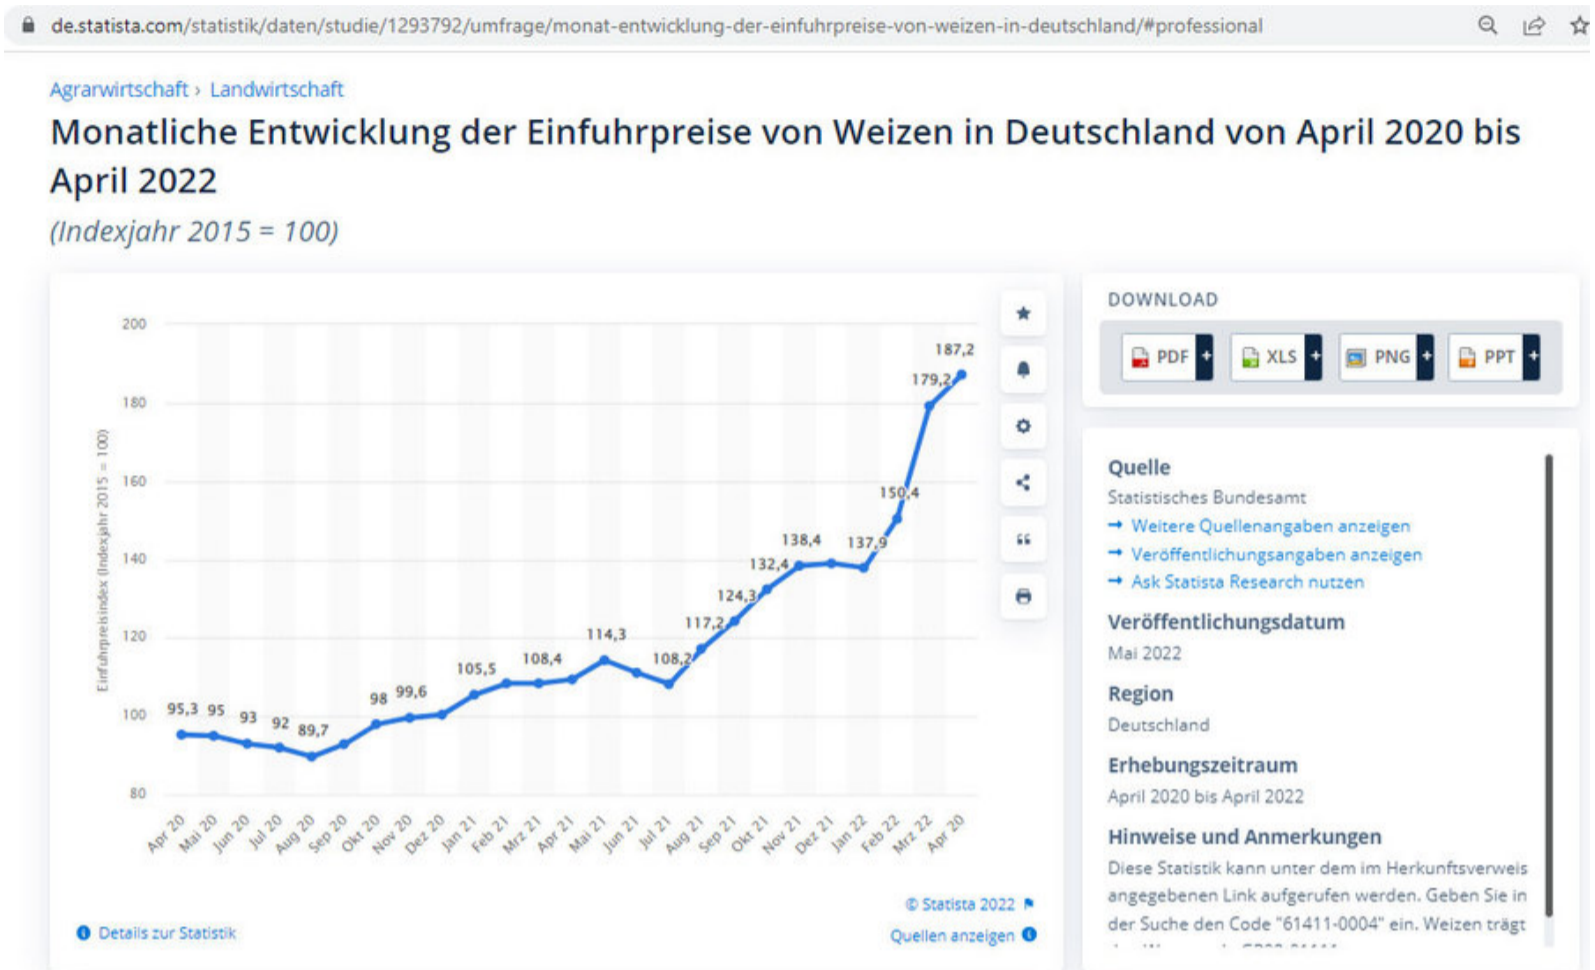 de.statista.com/statistik/daten/studie/1293792/umfrage/monat-entwicklung-der-einfuhrpreise-von-weizen-in-deutschland/#professional
Agrarwirtschaft › Landwirtschaft
Monatliche Entwicklung der Einfuhrpreise von Weizen in Deutschland von April 2020 bis
April 2022
(Indexjahr 2015 = 100)
Einfuhrpreisindex (Indexjahr 2015 = 100)
200
180
160
140
120
100
80
95,3 95 93 92 89,7 98 99,6 105,5 108,4 114,3 108,2 117,2 124,3 132,4 138,4 137,9 150,4 179,2 187,2
Apr 20 Mai 20 Jun 20 Jul 20 Aug 20 Sep 20 Okt 20 Nov 20 Dez 20 Jan 21 Feb 21 Mrz 21 Apr 21 Mai 21 Jun 21 Jul 21 Aug 21 Sep 21 Okt 21 Nov 21 Dez 21 Jan 22 Feb 22 Mrz 22 Apr 20
© Statista 2022
Details zur Statistik
Quellen anzeigen
DOWNLOAD
PDF + XLS + PNG + PPT +
Quelle
Statistisches Bundesamt
→ Weitere Quellenangaben anzeigen
→ Veröffentlichungsangaben anzeigen
→ Ask Statista Research nutzen
Veröffentlichungsdatum
Mai 2022
Region
Deutschland
Erhebungszeitraum
April 2020 bis April 2022
Hinweise und Anmerkungen
Diese Statistik kann unter dem im Herkunftsverweis
angegebenen Link aufgerufen werden. Geben Sie in
der Suche den Code "61411-0004" ein. Weizen trägt